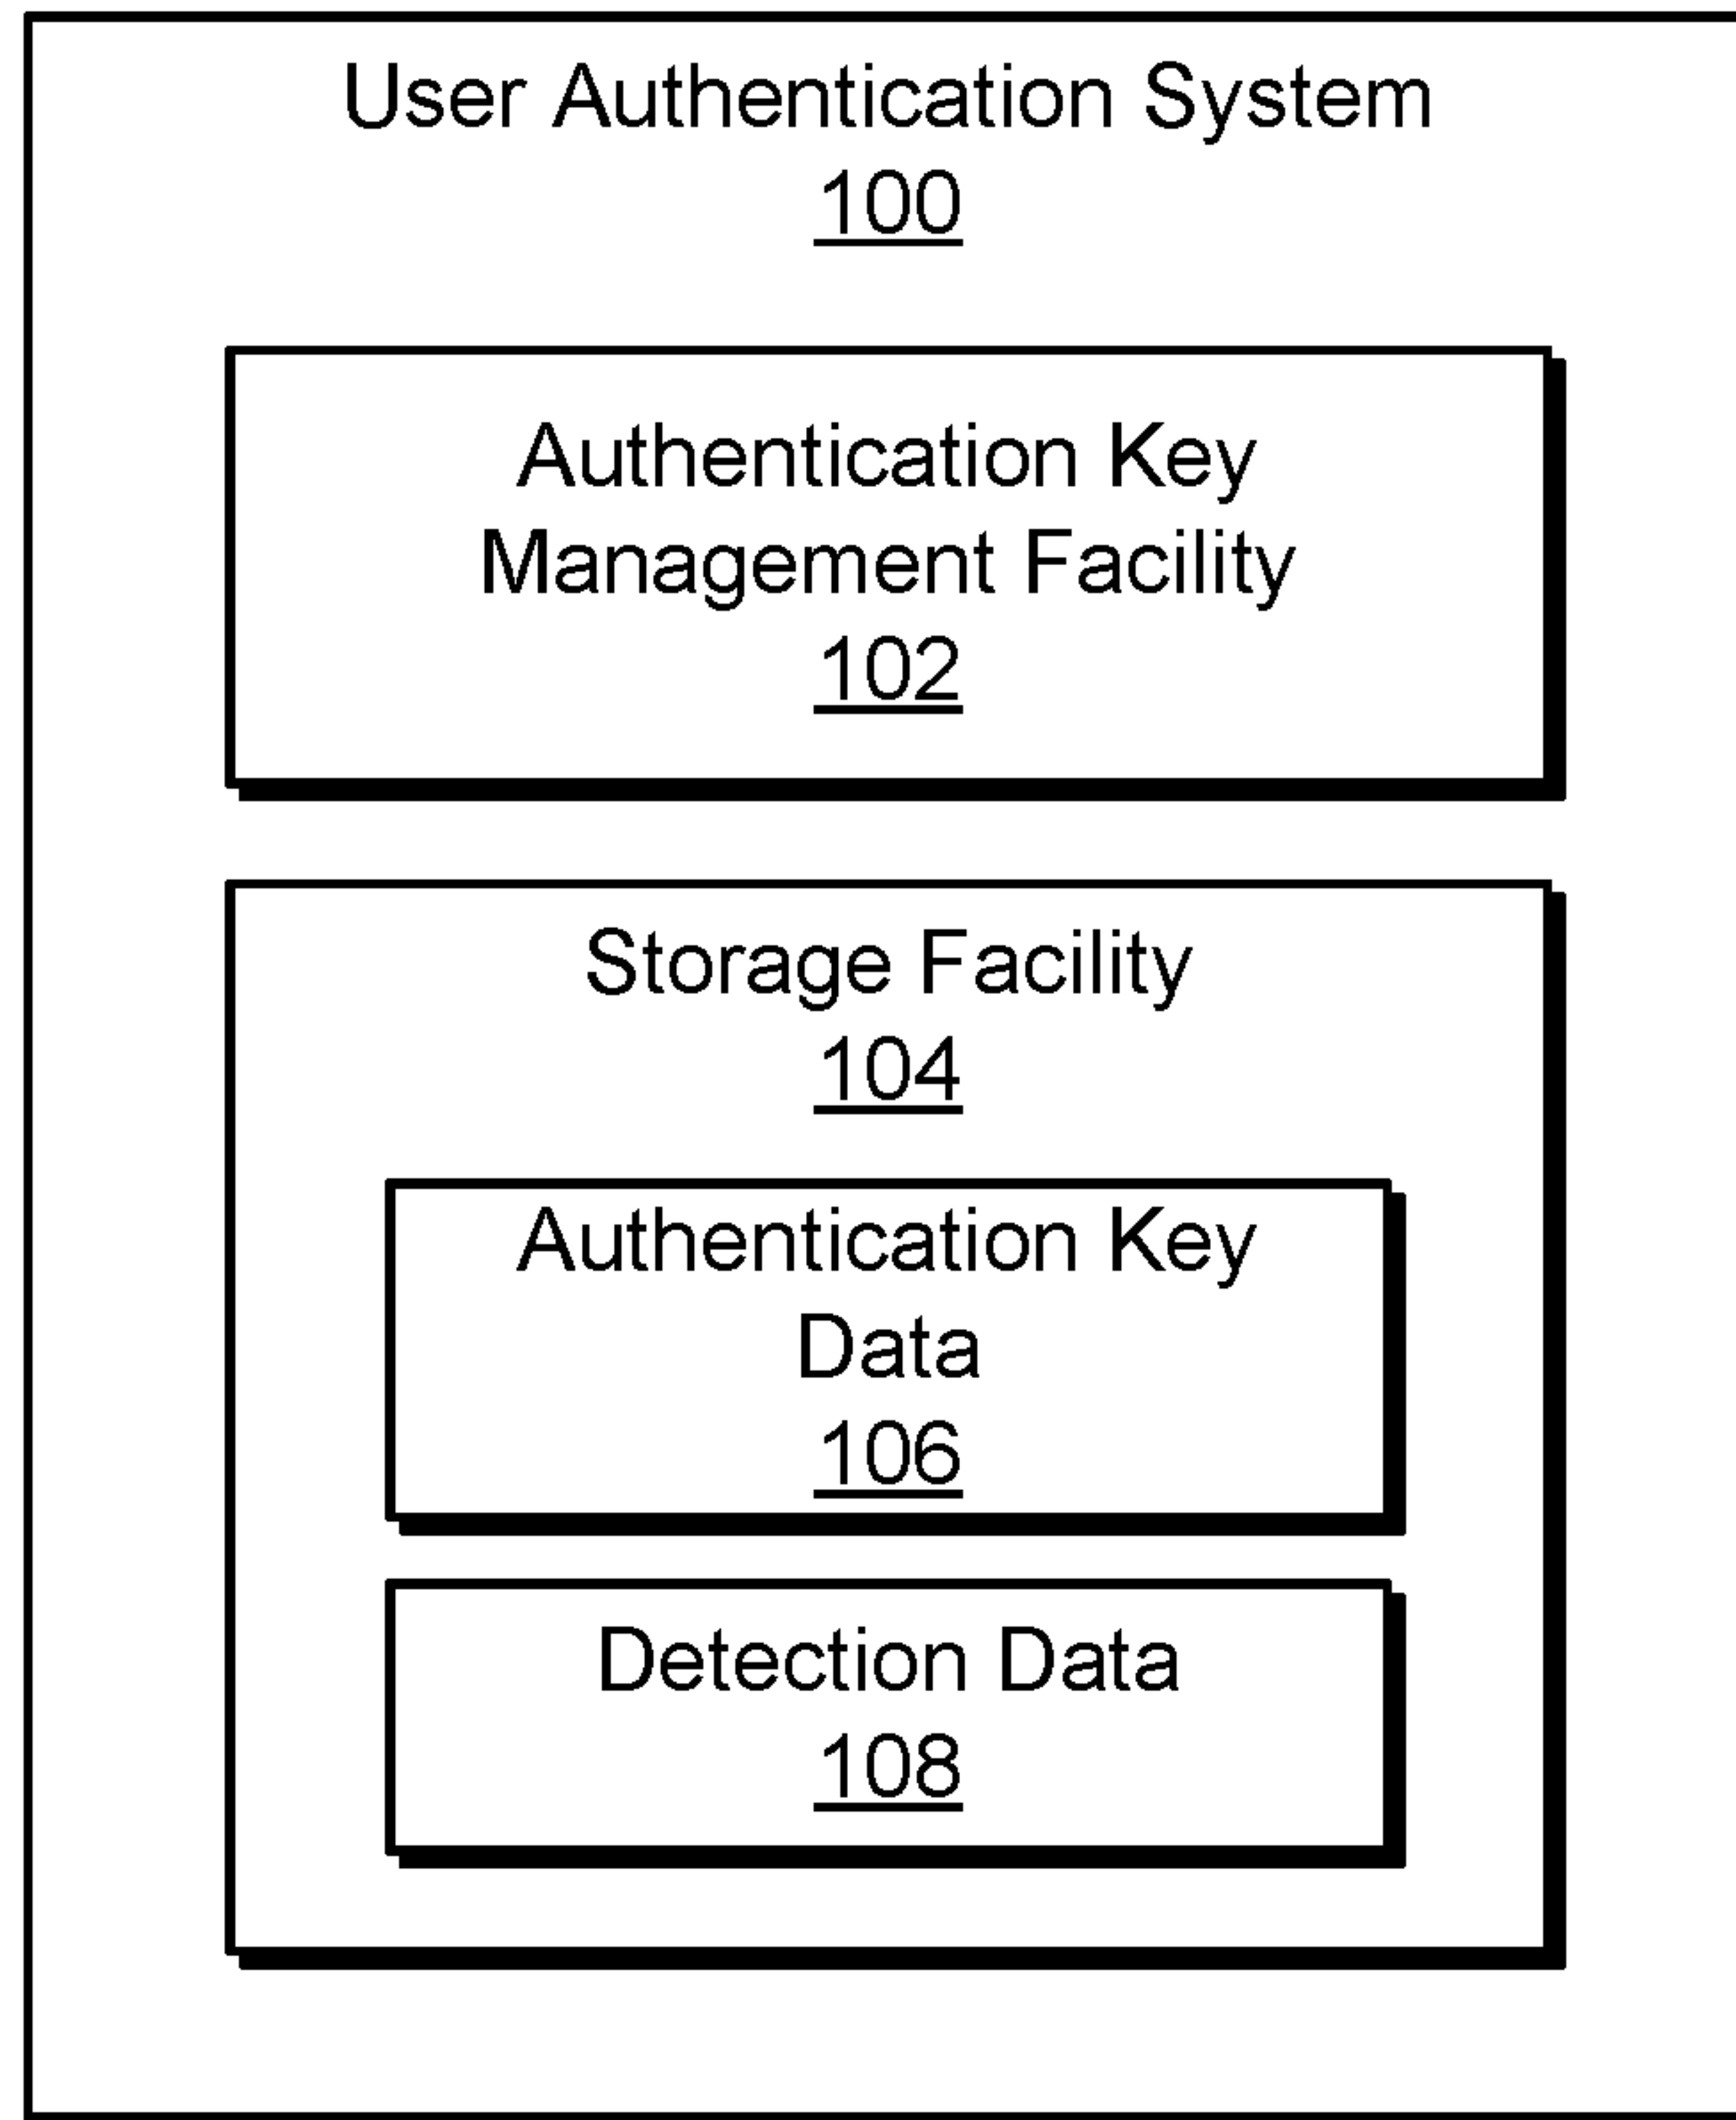 User Authentication System
100
Authentication Key
Management Facility
102
Storage Facility
104
Authentication Key
Data
106
Detection Data
108